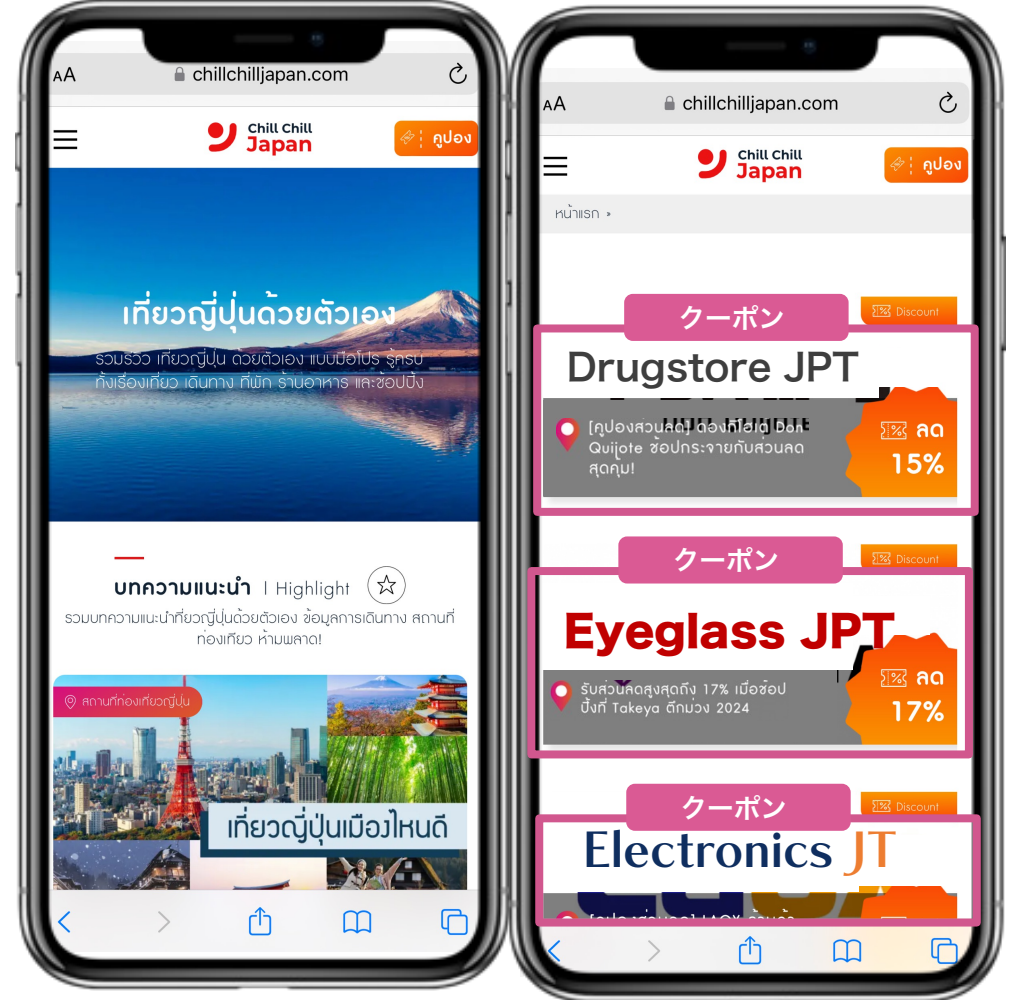 AA
chillchilljapan.com
Chill Chill
Japan
คูปอง
เที่ยวญี่ปุ่นด้วยตัวเอง
รวมรีวิว เที่ยวญี่ปุ่น ด้วยตัวเอง แบบมือโปร รู้ครบ
ทั้งเรื่องเที่ยว เดินทาง ที่พัก ร้านอาหาร และช้อปปิ้ง
บทความแนะนำ | Highlight
รวมบทความแนะนำเที่ยวญี่ปุ่นด้วยตัวเอง ข้อมูลการเดินทาง สถานที่
ท่องเที่ยว ห้ามพลาด!
สถานที่ท่องเที่ยวญี่ปุ่น
เที่ยวญี่ปุ่นเมืองไหนดี
AA
chillchilljapan.com
Chill Chill
Japan
คูปอง
หน้าแรก »
Discount
クーポン
Drugstore JPT
[คูปองส่วนลด] ดองกิโฮเต้ Don
Quijote ช้อปกระจายกับส่วนลด
สุดคุ้ม!
ลด
15%
Discount
クーポン
Eyeglass JPT
รับส่วนลดสูงสุดถึง 17% เมื่อช้อป
ปิ้งที่ Takeya ตึกม่วง 2024
ลด
17%
Discount
クーポン
Electronics JT